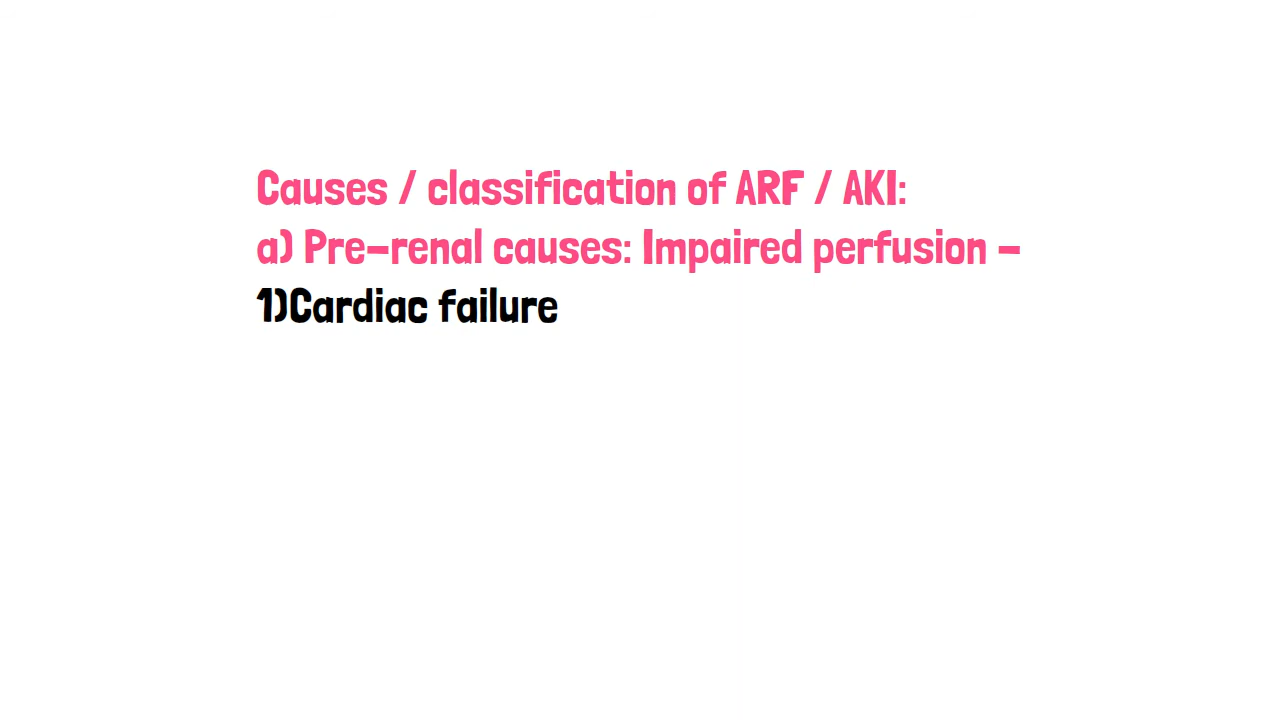 Causes / classification of ARF / AKI:
a) Pre-renal causes: Impaired perfusion -
1)Cardiac failure